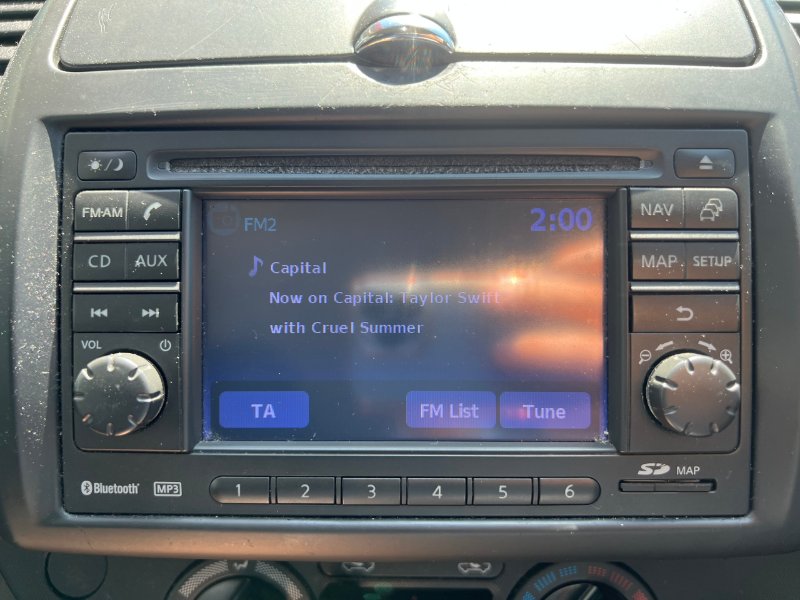 FM·AM
NAV
FM2
2:00
CD
AUX
MAP
SETUP
Capital
Now on Capital: Taylor Swift
with Cruel Summer
VOL
TA
FM List
Tune
Bluetooth®
MP3
1
2
3
4
5
6
SD
MAP